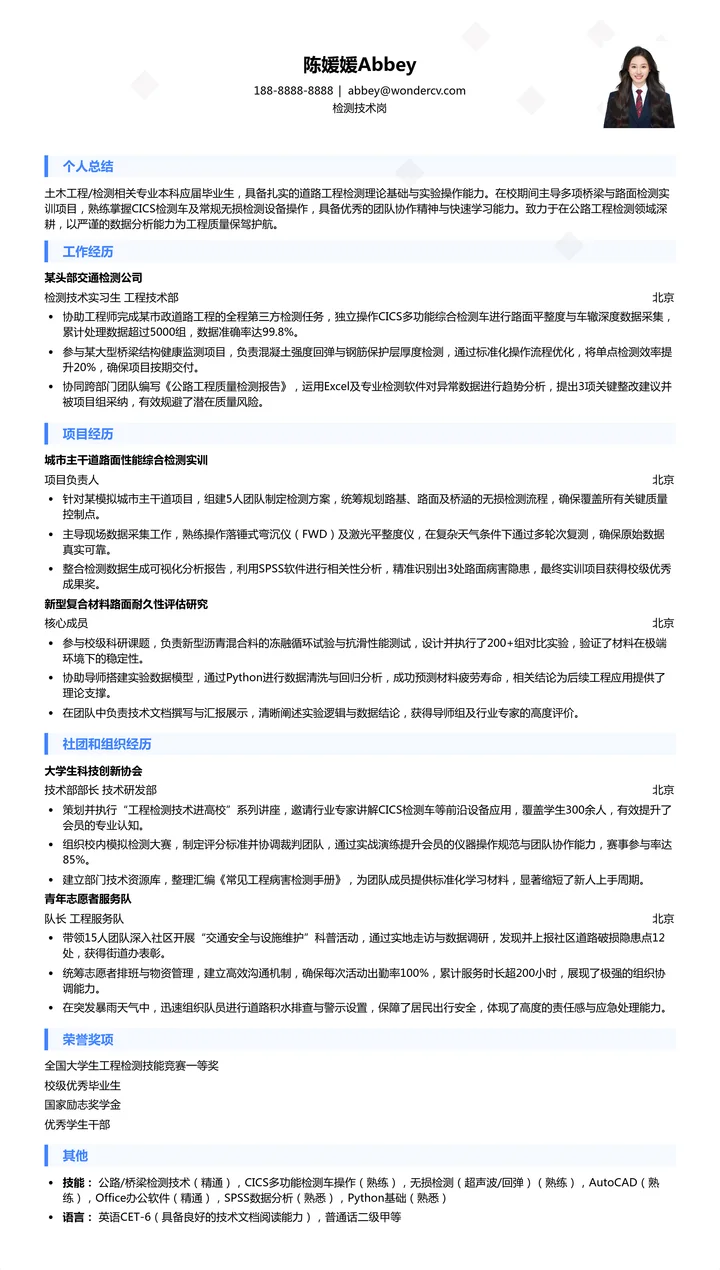 陈媛媛Abbey
188-8888-8888 | abbey@wondercv.com
检测技术岗
个人总结
土木工程/检测相关专业本科应届毕业生，具备扎实的道路工程检测理论基础与实验操作能力。在校期间主导多项桥梁与路面检测实
训项目，熟练掌握CICS检测车及常规无损检测设备操作，具备优秀的团队协作精神与快速学习能力。致力于在公路工程检测领域深
耕，以严谨的数据分析能力为工程质量保驾护航。
工作经历
某头部交通检测公司
检测技术实习生 工程技术部 北京
• 协助工程师完成某市政道路工程的全程第三方检测任务，独立操作CICS多功能综合检测车进行路面平整度与车辙深度数据采集，
累计处理数据超过5000组，数据准确率达99.8%。
• 参与某大型桥梁结构健康监测项目，负责混凝土强度回弹与钢筋保护层厚度检测，通过标准化操作流程优化，将单点检测效率提
升20%，确保项目按期交付。
• 协同跨部门团队编写《公路工程质量检测报告》，运用Excel及专业检测软件对异常数据进行趋势分析，提出3项关键整改建议并
被项目组采纳，有效规避了潜在质量风险。
项目经历
城市主干道路面性能综合检测实训
项目负责人 北京
• 针对某模拟城市主干道项目，组建5人团队制定检测方案，统筹规划路基、路面及桥涵的无损检测流程，确保覆盖所有关键质量
控制点。
• 主导现场数据采集工作，熟练操作落锤式弯沉仪（FWD）及激光平整度仪，在复杂天气条件下通过多轮次复测，确保原始数据
真实可靠。
• 整合检测数据生成可视化分析报告，利用SPSS软件进行相关性分析，精准识别出3处路面病害隐患，最终实训项目获得校级优秀
成果奖。
新型复合材料路面耐久性评估研究
核心成员 北京
• 参与校级科研课题，负责新型沥青混合料的冻融循环试验与抗滑性能测试，设计并执行了200+组对比实验，验证了材料在极端
环境下的稳定性。
• 协助导师搭建实验数据模型，通过Python进行数据清洗与回归分析，成功预测材料疲劳寿命，相关结论为后续工程应用提供了
理论支撑。
• 在团队中负责技术文档撰写与汇报展示，清晰阐述实验逻辑与数据结论，获得导师组及行业专家的高度评价。
社团和组织经历
大学生科技创新协会
技术部部长 技术研发部 北京
• 策划并执行“工程检测技术进高校”系列讲座，邀请行业专家讲解CICS检测车等前沿设备应用，覆盖学生300余人，有效提升了
会员的专业认知。
• 组织校内模拟检测大赛，制定评分标准并协调裁判团队，通过实战演练提升会员的仪器操作规范与团队协作能力，赛事参与率达
85%。
• 建立部门技术资源库，整理汇编《常见工程病害检测手册》，为团队成员提供标准化学习材料，显著缩短了新人上手周期。
青年志愿者服务队
队长 工程服务队 北京
• 带领15人团队深入社区开展“交通安全与设施维护”科普活动，通过实地走访与数据调研，发现并上报社区道路破损隐患点12
处，获得街道办表彰。
• 统筹志愿者排班与物资管理，建立高效沟通机制，确保每次活动出勤率100%，累计服务时长超200小时，展现了极强的组织协
调能力。
• 在突发暴雨天气中，迅速组织队员进行道路积水排查与警示设置，保障了居民出行安全，体现了高度的责任感与应急处理能力。
荣誉奖项
全国大学生工程检测技能竞赛一等奖
校级优秀毕业生
国家励志奖学金
优秀学生干部
其他
• 技能： 公路/桥梁检测技术（精通），CICS多功能检测车操作（熟练），无损检测（超声波/回弹）（熟练），AutoCAD（熟
练），Office办公软件（精通），SPSS数据分析（熟悉），Python基础（熟悉）
• 语言： 英语CET-6（具备良好的技术文档阅读能力），普通话二级甲等